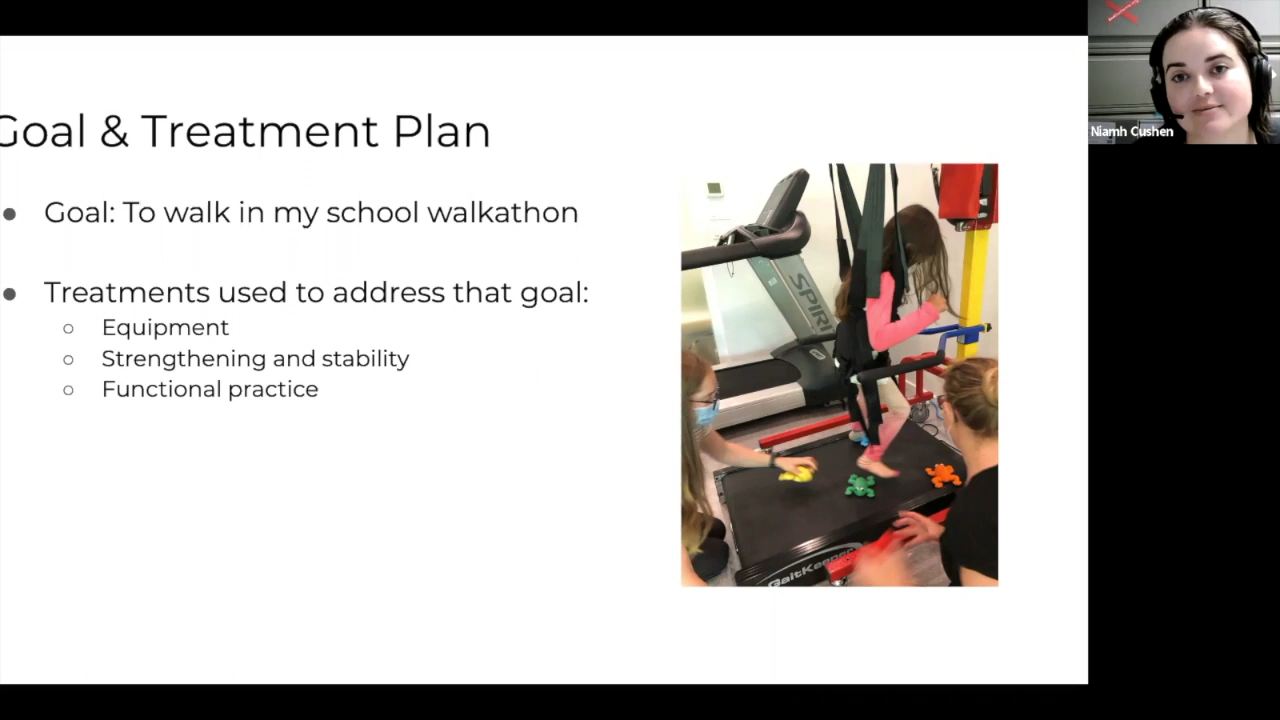 Goal & Treatment Plan
● Goal: To walk in my school walkathon
● Treatments used to address that goal:
○ Equipment
○ Strengthening and stability
○ Functional practice
SPIRI
GaitKeeper
Niamh Cushen